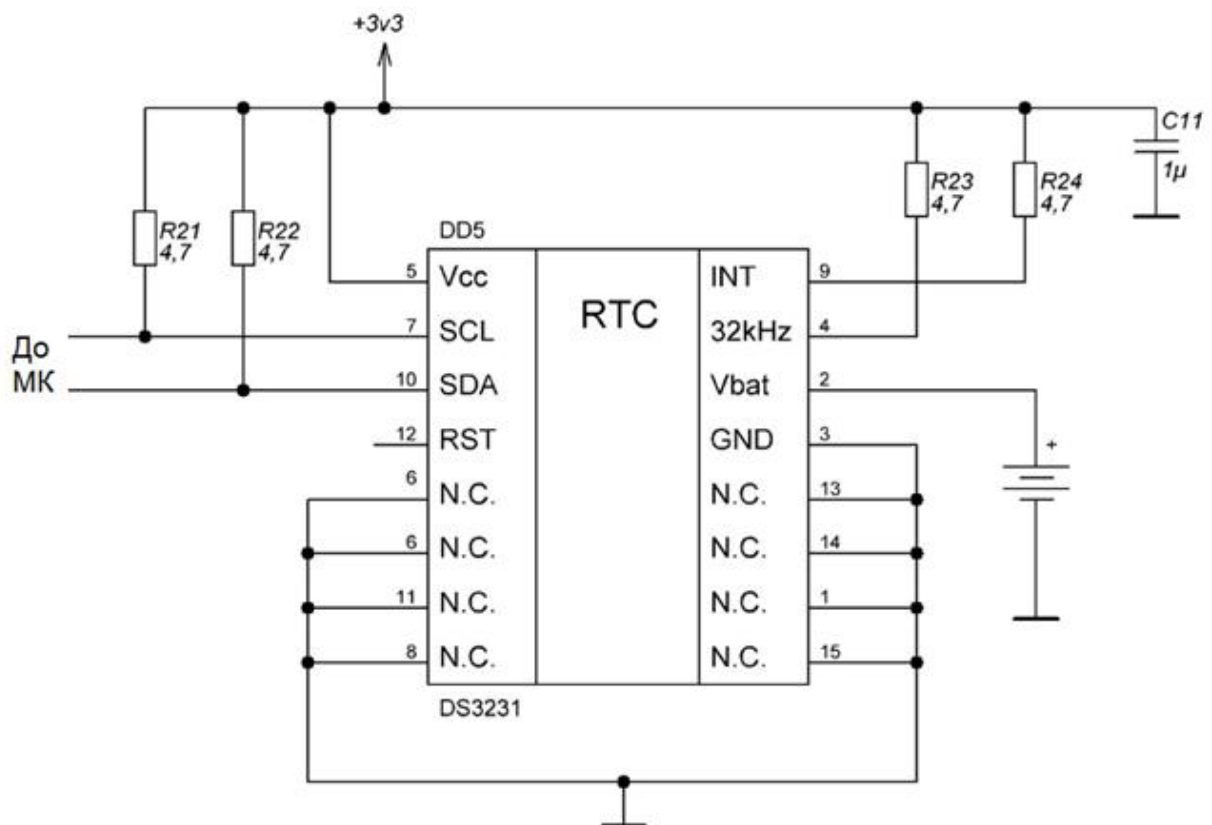 +3v3
C11
1µ
R21
4,7
R22
4,7
R23
4,7
R24
4,7
DD5
RTC
5 Vcc
7 SCL
10 SDA
12 RST
6 N.C.
6 N.C.
11 N.C.
8 N.C.
INT 9
32kHz 4
Vbat 2
GND 3
N.C. 13
N.C. 14
N.C. 1
N.C. 15
До
МК
+
DS3231